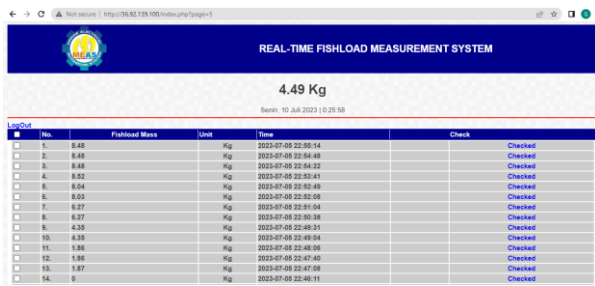 Not secure | http://36.92.139.100/index.php?page=3
MEAS
REAL-TIME FISHLOAD MEASUREMENT SYSTEM
4.49 Kg
Senin, 10 Juli 2023 | 0:25:58
LogOut
No. Fishload Mass Unit Time Check
1. 8.48 Kg 2023-07-05 22:55:14 Checked
2. 8.48 Kg 2023-07-05 22:54:48 Checked
3. 8.48 Kg 2023-07-05 22:54:22 Checked
4. 8.52 Kg 2023-07-05 22:53:41 Checked
5. 8.04 Kg 2023-07-05 22:52:49 Checked
6. 8.03 Kg 2023-07-05 22:52:08 Checked
7. 6.27 Kg 2023-07-05 22:51:04 Checked
8. 6.27 Kg 2023-07-05 22:50:38 Checked
9. 4.35 Kg 2023-07-05 22:49:31 Checked
10. 4.35 Kg 2023-07-05 22:49:04 Checked
11. 1.86 Kg 2023-07-05 22:48:06 Checked
12. 1.86 Kg 2023-07-05 22:47:40 Checked
13. 1.87 Kg 2023-07-05 22:47:08 Checked
14. 0 Kg 2023-07-05 22:46:11 Checked